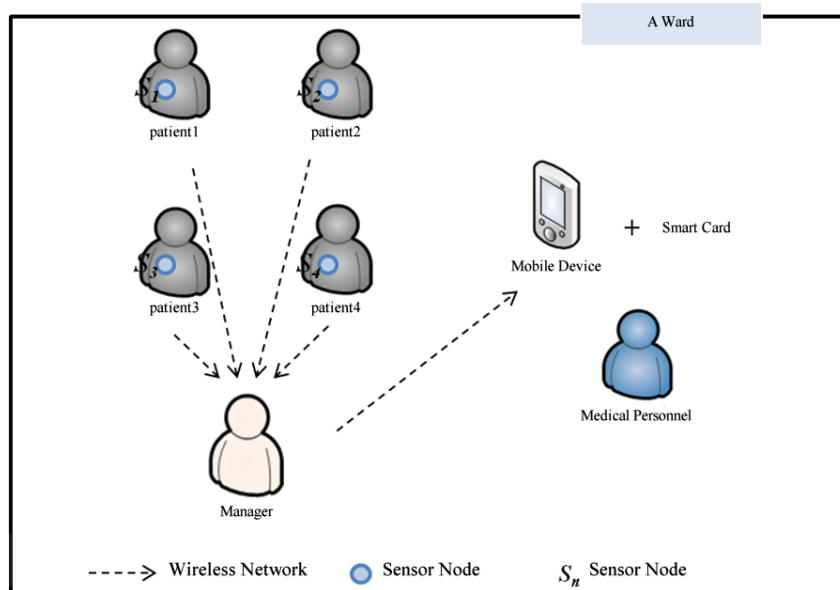 A Ward
S1
patient1
S2
patient2
S3
patient3
S4
patient4
Mobile Device
+
Smart Card
Medical Personnel
Manager
Wireless Network
Sensor Node
Sn Sensor Node